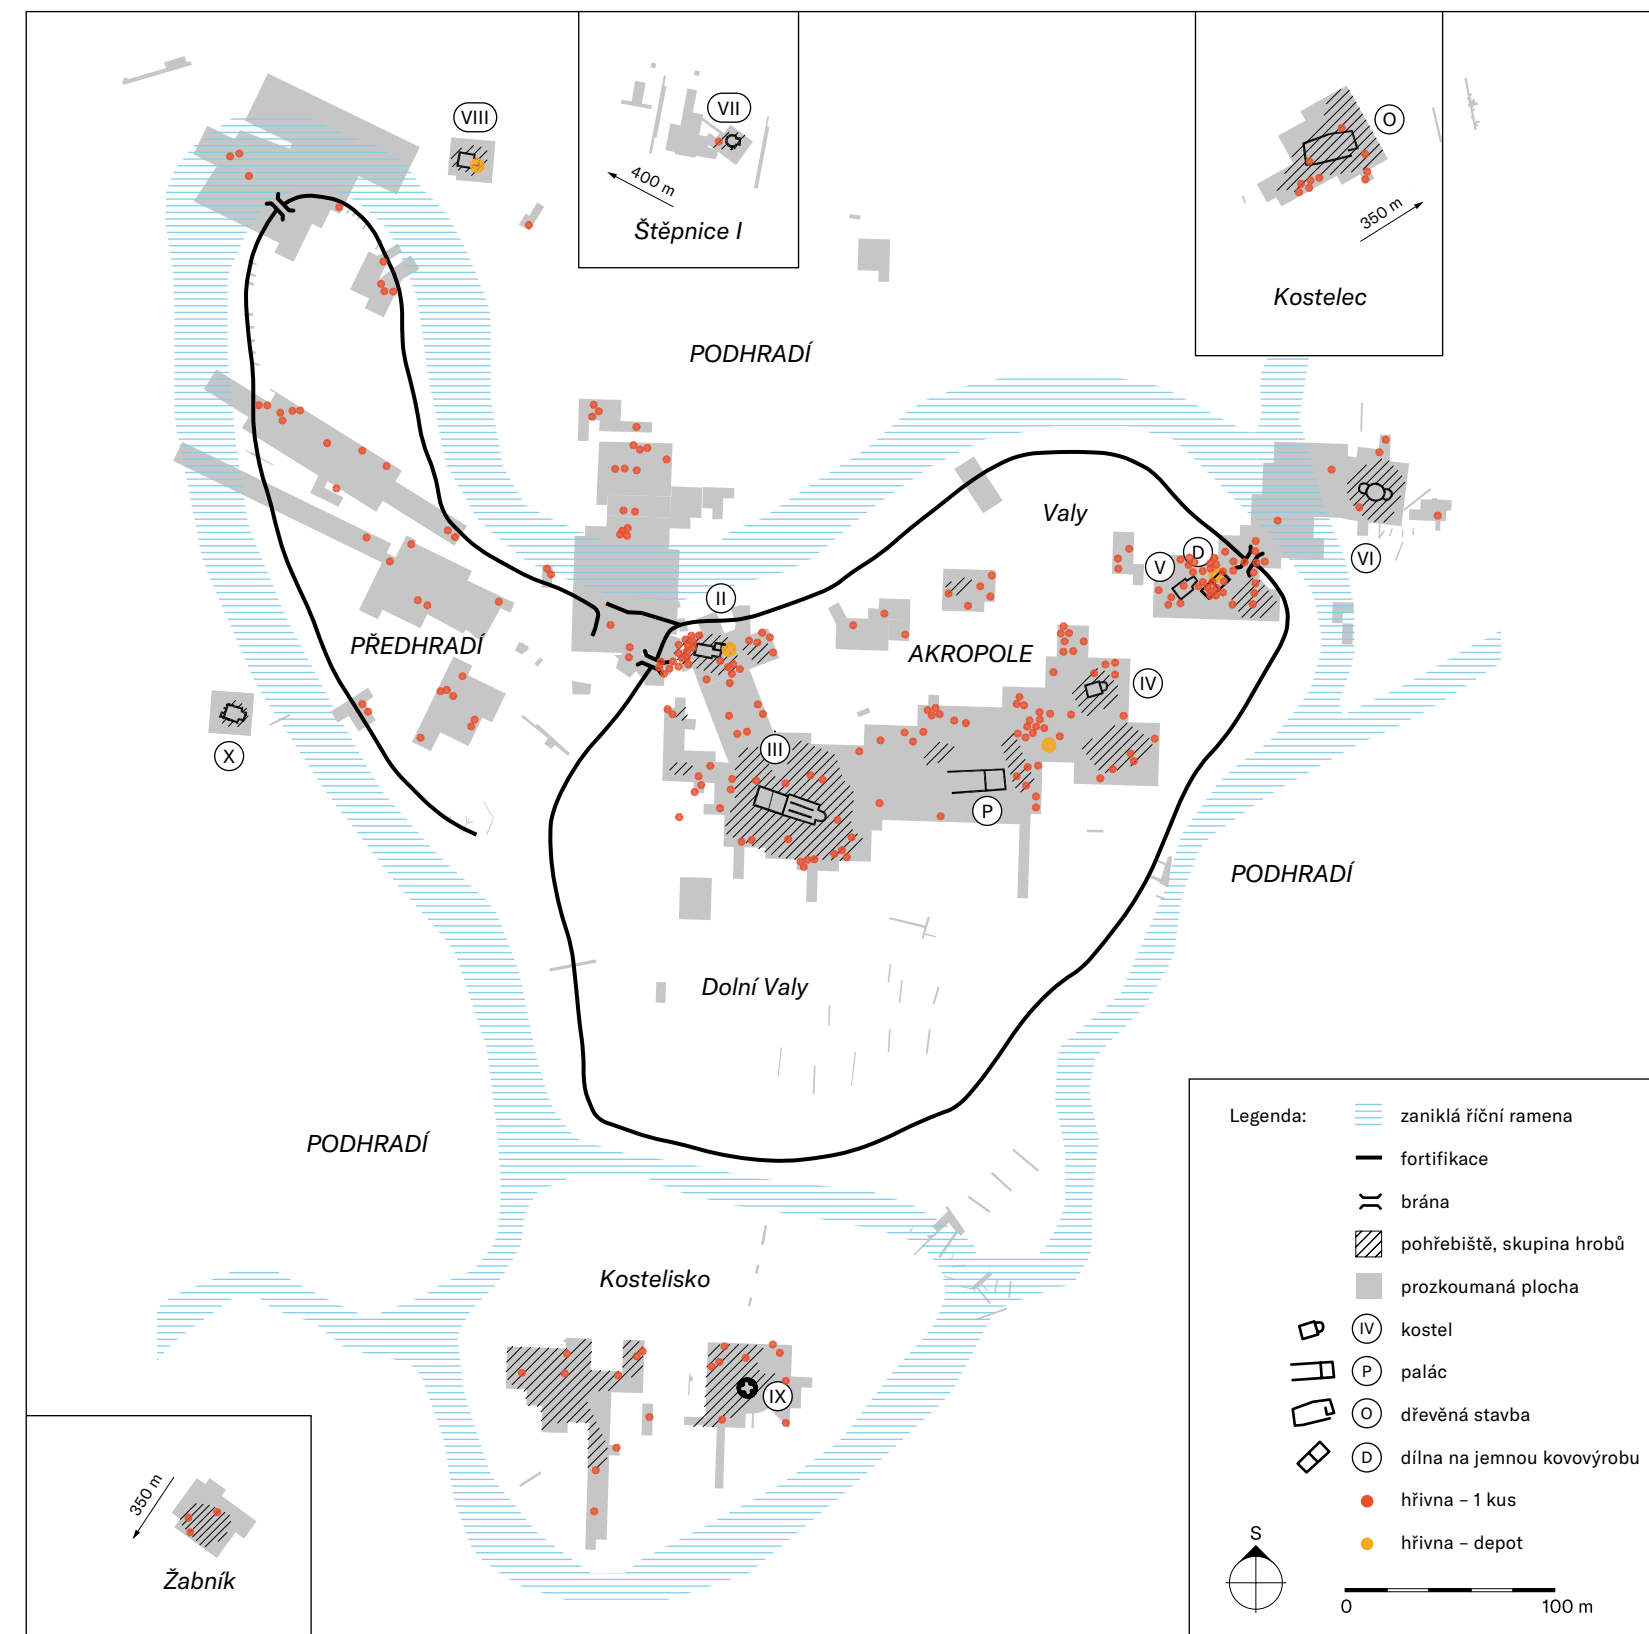 VIII
VII
400 m
Štěpnice I
O
350 m
Kostelec
PODHRADÍ
Valy
D
V
VI
II
PŘEDHRADÍ
AKROPOLE
IV
X
III
P
PODHRADÍ
Dolní Valy
PODHRADÍ
Kostelisko
IX
350 m
Žabník
Legenda:
zaniklá říční ramena
fortifikace
brána
pohřebiště, skupina hrobů
prozkoumaná plocha
IV kostel
P palác
O dřevěná stavba
D dílna na jemnou kovovýrobu
hřivna – 1 kus
hřivna – depot
S
0 100 m